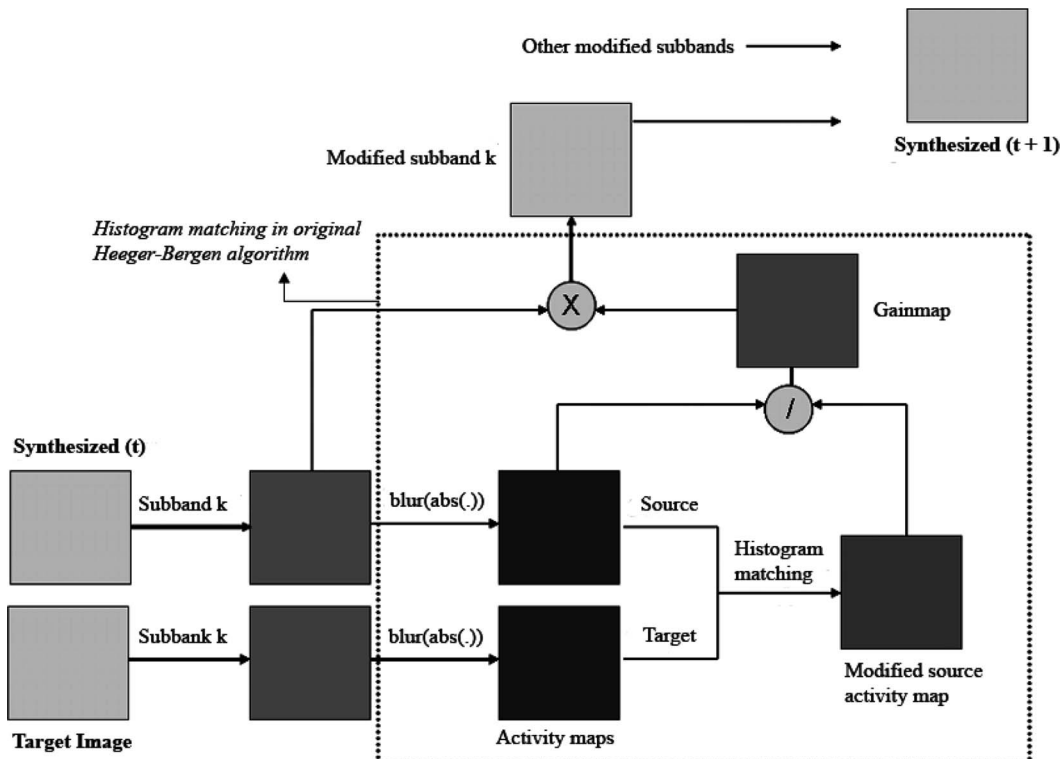 Other modified subbands
Synthesized (t + 1)
Modified subband k
Histogram matching in original
Heeger-Bergen algorithm
X
Gainmap
/
Synthesized (t)
Subband k
blur(abs(.))
Source
Histogram
matching
Subbank k
blur(abs(.))
Target
Modified source
activity map
Target Image
Activity maps